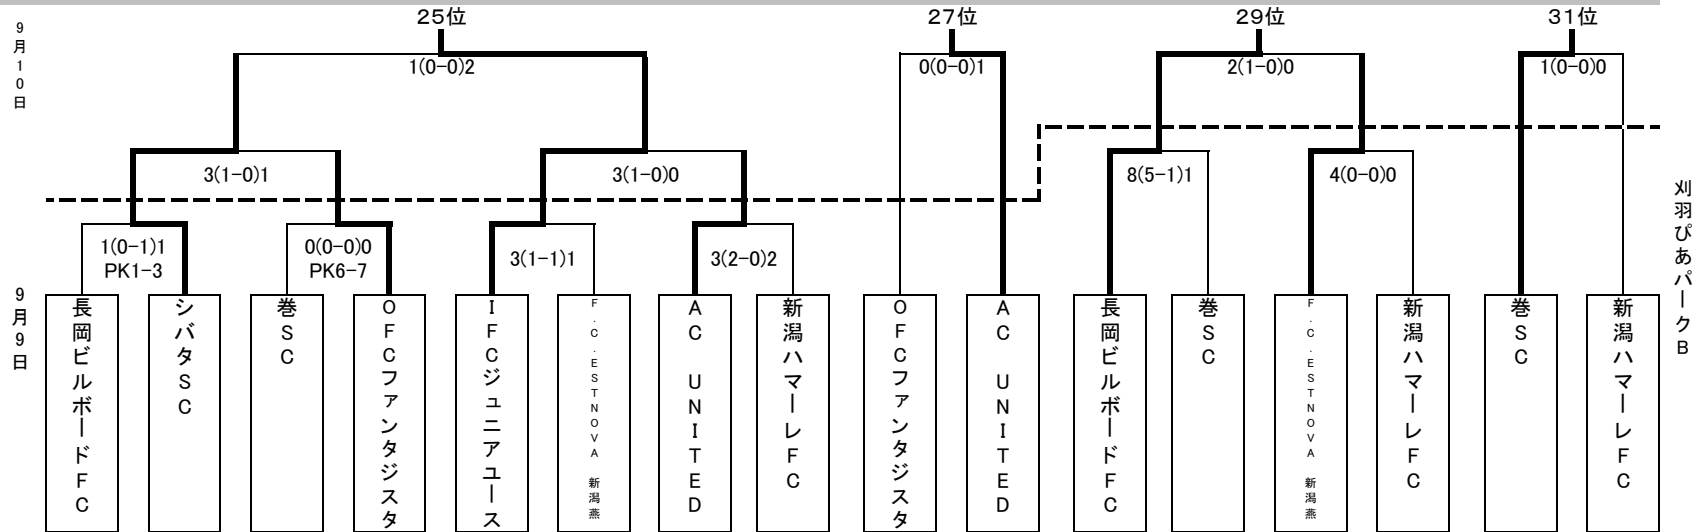 25位
27位
29位
31位
9月10日
1(0-0)2
0(0-0)1
2(1-0)0
1(0-0)0
3(1-0)1
3(1-0)0
8(5-1)1
4(0-0)0
刈羽ぴあパークB
1(0-1)1
PK1-3
0(0-0)0
PK6-7
3(1-1)1
3(2-0)2
9月9日
長岡ビルボードFC
シバタSC
巻SC
OFCファンタジスタ
IFCジュニアユース
F.C.ESTNOVA 新潟燕
AC UNITED
新潟ハマーレFC
OFCファンタジスタ
AC UNITED
長岡ビルボードFC
巻SC
F.C.ESTNOVA 新潟燕
新潟ハマーレFC
巻SC
新潟ハマーレFC